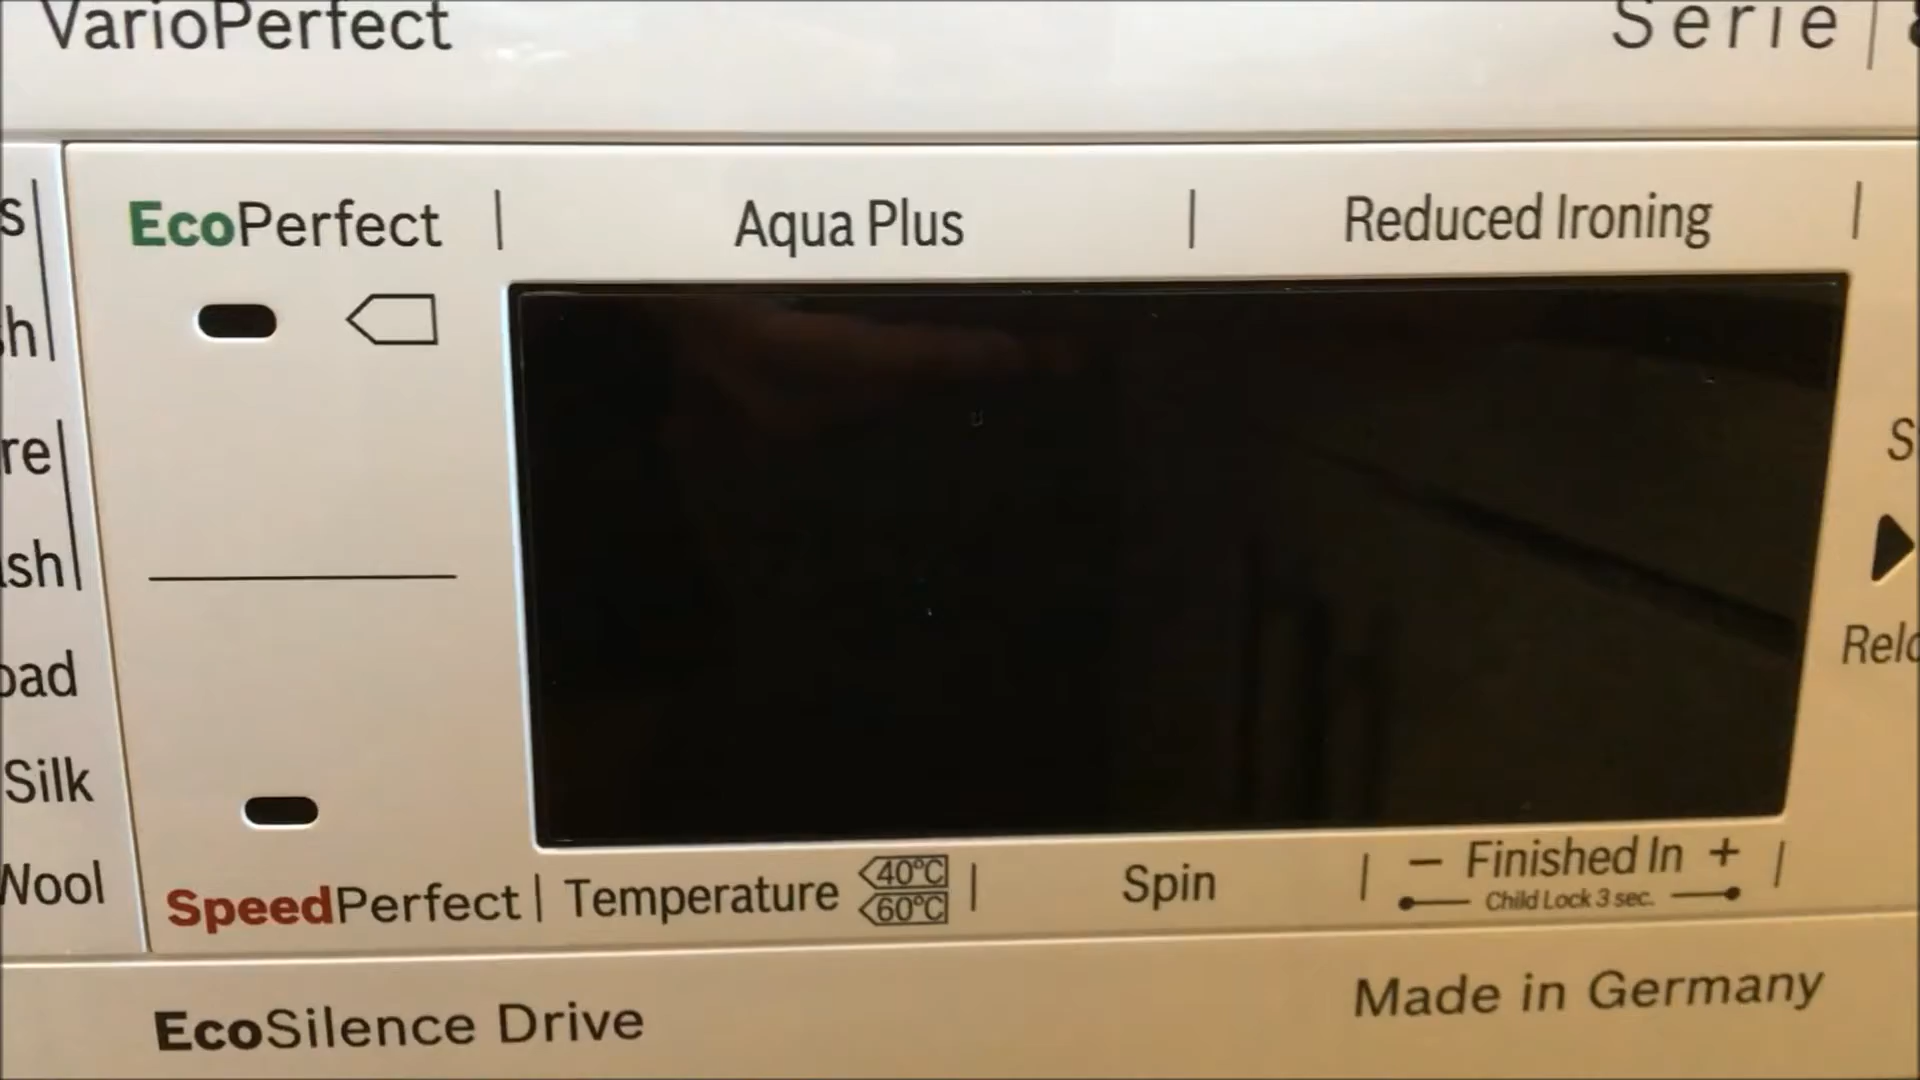 VarioPerfect
Serie
EcoPerfect | Aqua Plus | Reduced Ironing |
Silk
Wool
SpeedPerfect | Temperature 40°C 60°C | Spin | − Finished In + |
Child Lock 3 sec.
EcoSilence Drive
Made in Germany